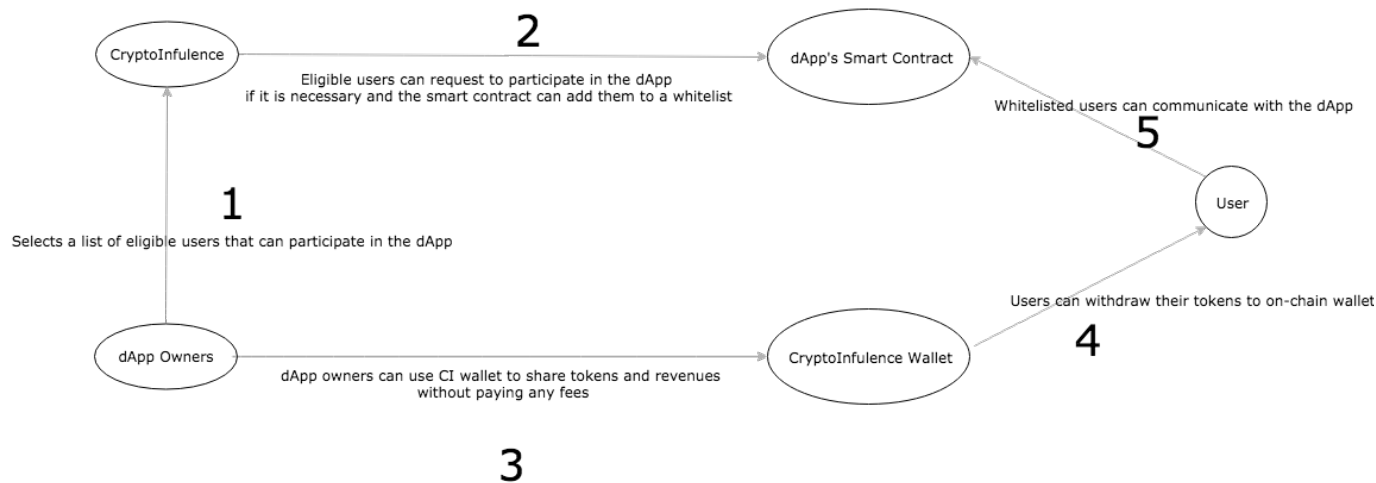 2
CryptoInfulence
dApp's Smart Contract
Eligible users can request to participate in the dApp
if it is necessary and the smart contract can add them to a whitelist
Whitelisted users can communicate with the dApp
5
1
User
Selects a list of eligible users that can participate in the dApp
Users can withdraw their tokens to on-chain wallet
4
dApp Owners
CryptoInfulence Wallet
dApp owners can use CI wallet to share tokens and revenues
without paying any fees
3